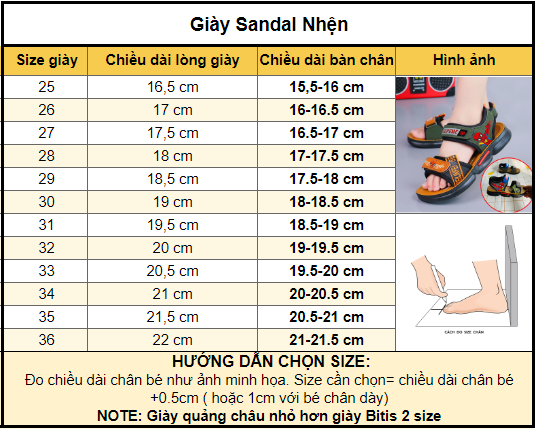 Giày Sandal Nhện
Size giày Chiều dài lòng giày Chiều dài bàn chân Hình ảnh
25 16,5 cm 15,5-16 cm
26 17 cm 16-16.5 cm
27 17,5 cm 16.5-17 cm
28 18 cm 17-17.5 cm
29 18,5 cm 17.5-18 cm
30 19 cm 18-18.5 cm
31 19,5 cm 18.5-19 cm
32 20 cm 19-19.5 cm
33 20,5 cm 19.5-20 cm
34 21 cm 20-20.5 cm
35 21,5 cm 20.5-21 cm
36 22 cm 21-21.5 cm
CÁCH ĐO SIZE CHÂN
HƯỚNG DẪN CHỌN SIZE:
Đo chiều dài chân bé như ảnh minh họa. Size cần chọn= chiều dài chân bé
+0.5cm ( hoặc 1cm với bé chân dày)
NOTE: Giày quảng châu nhỏ hơn giày Bitis 2 size